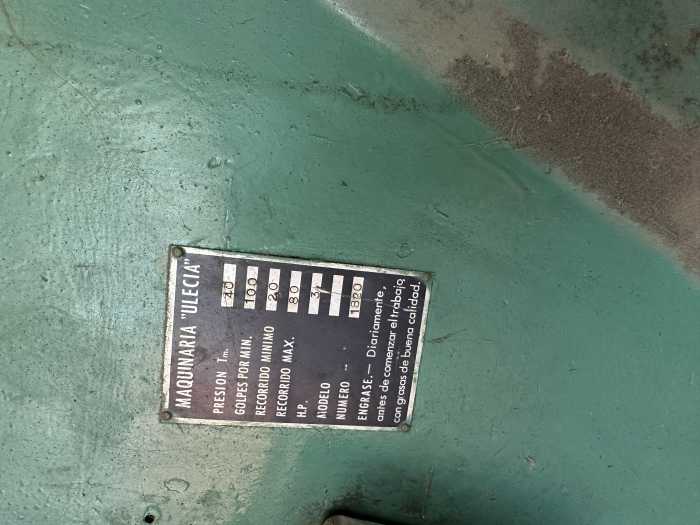 MAQUINARIA "ULECIA"
PRESION Tm. 40
GOLPES POR MIN. 100
RECORRIDO MINIMO 20
RECORRIDO MAX. 80
H.P. 3
MODELO
NUMERO -- 1820
ENGRASE.— Diariamente,
antes de comenzar el trabajo,
con grasas de buena calidad.